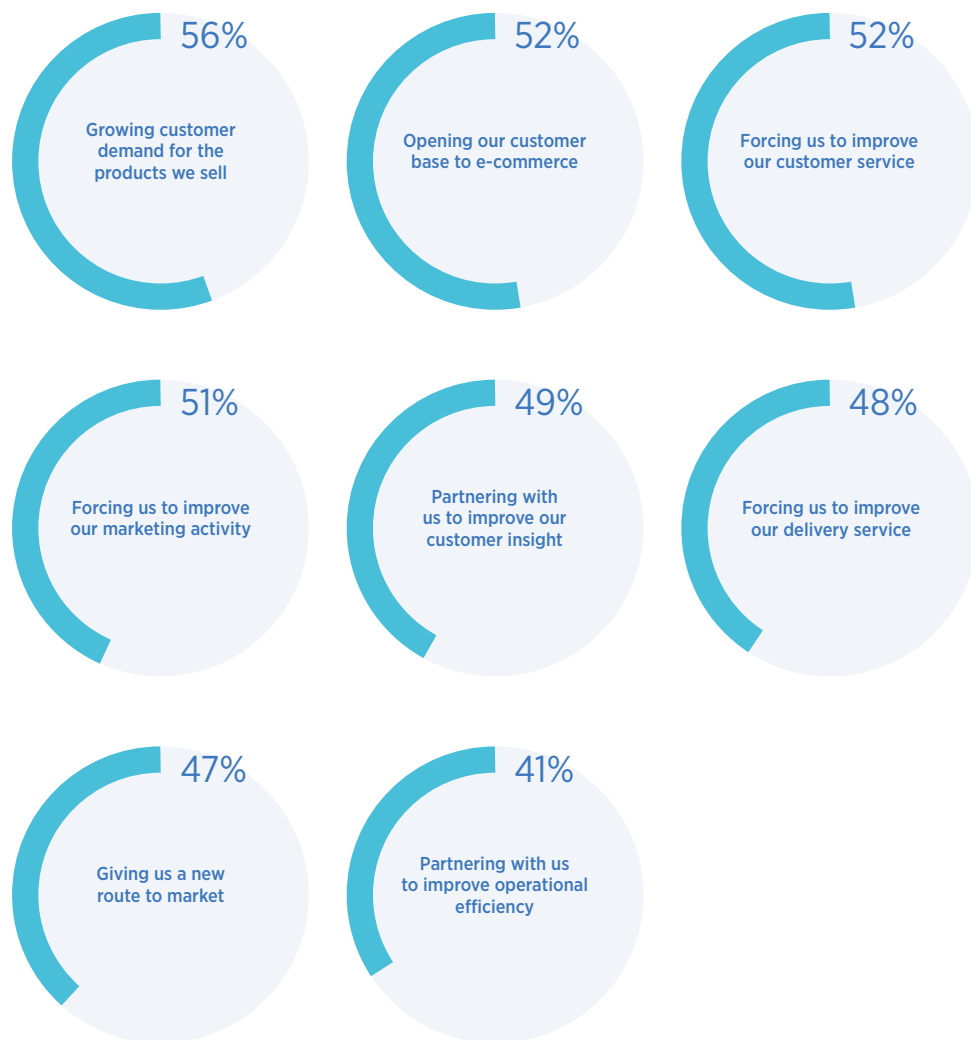 56%
Growing customer
demand for the
products we sell
52%
Opening our customer
base to e-commerce
52%
Forcing us to improve
our customer service
51%
Forcing us to improve
our marketing activity
49%
Partnering with
us to improve our
customer insight
48%
Forcing us to improve
our delivery service
47%
Giving us a new
route to market
41%
Partnering with us
to improve operational
efficiency